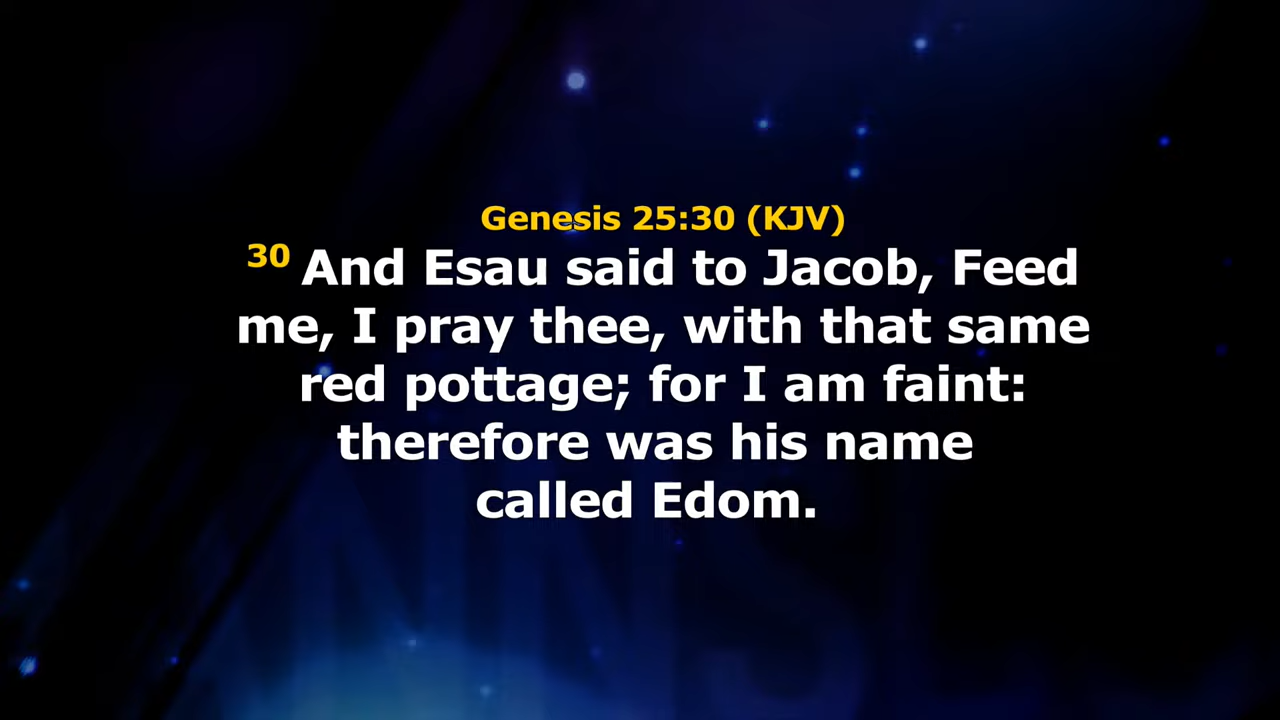 Genesis 25:30 (KJV)
30 And Esau said to Jacob, Feed
me, I pray thee, with that same
red pottage; for I am faint:
therefore was his name
called Edom.